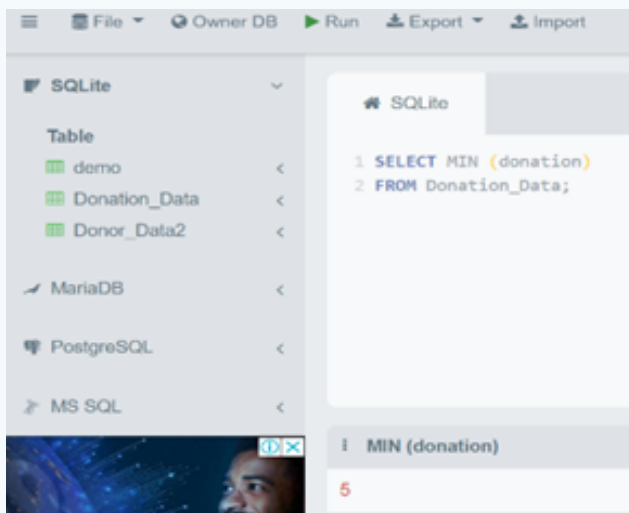 File Owner DB Run Export Import
SQLite
Table
demo
Donation_Data
Donor_Data2
MariaDB
PostgreSQL
MS SQL
SQLite
1 SELECT MIN (donation)
2 FROM Donation_Data;
MIN (donation)
5